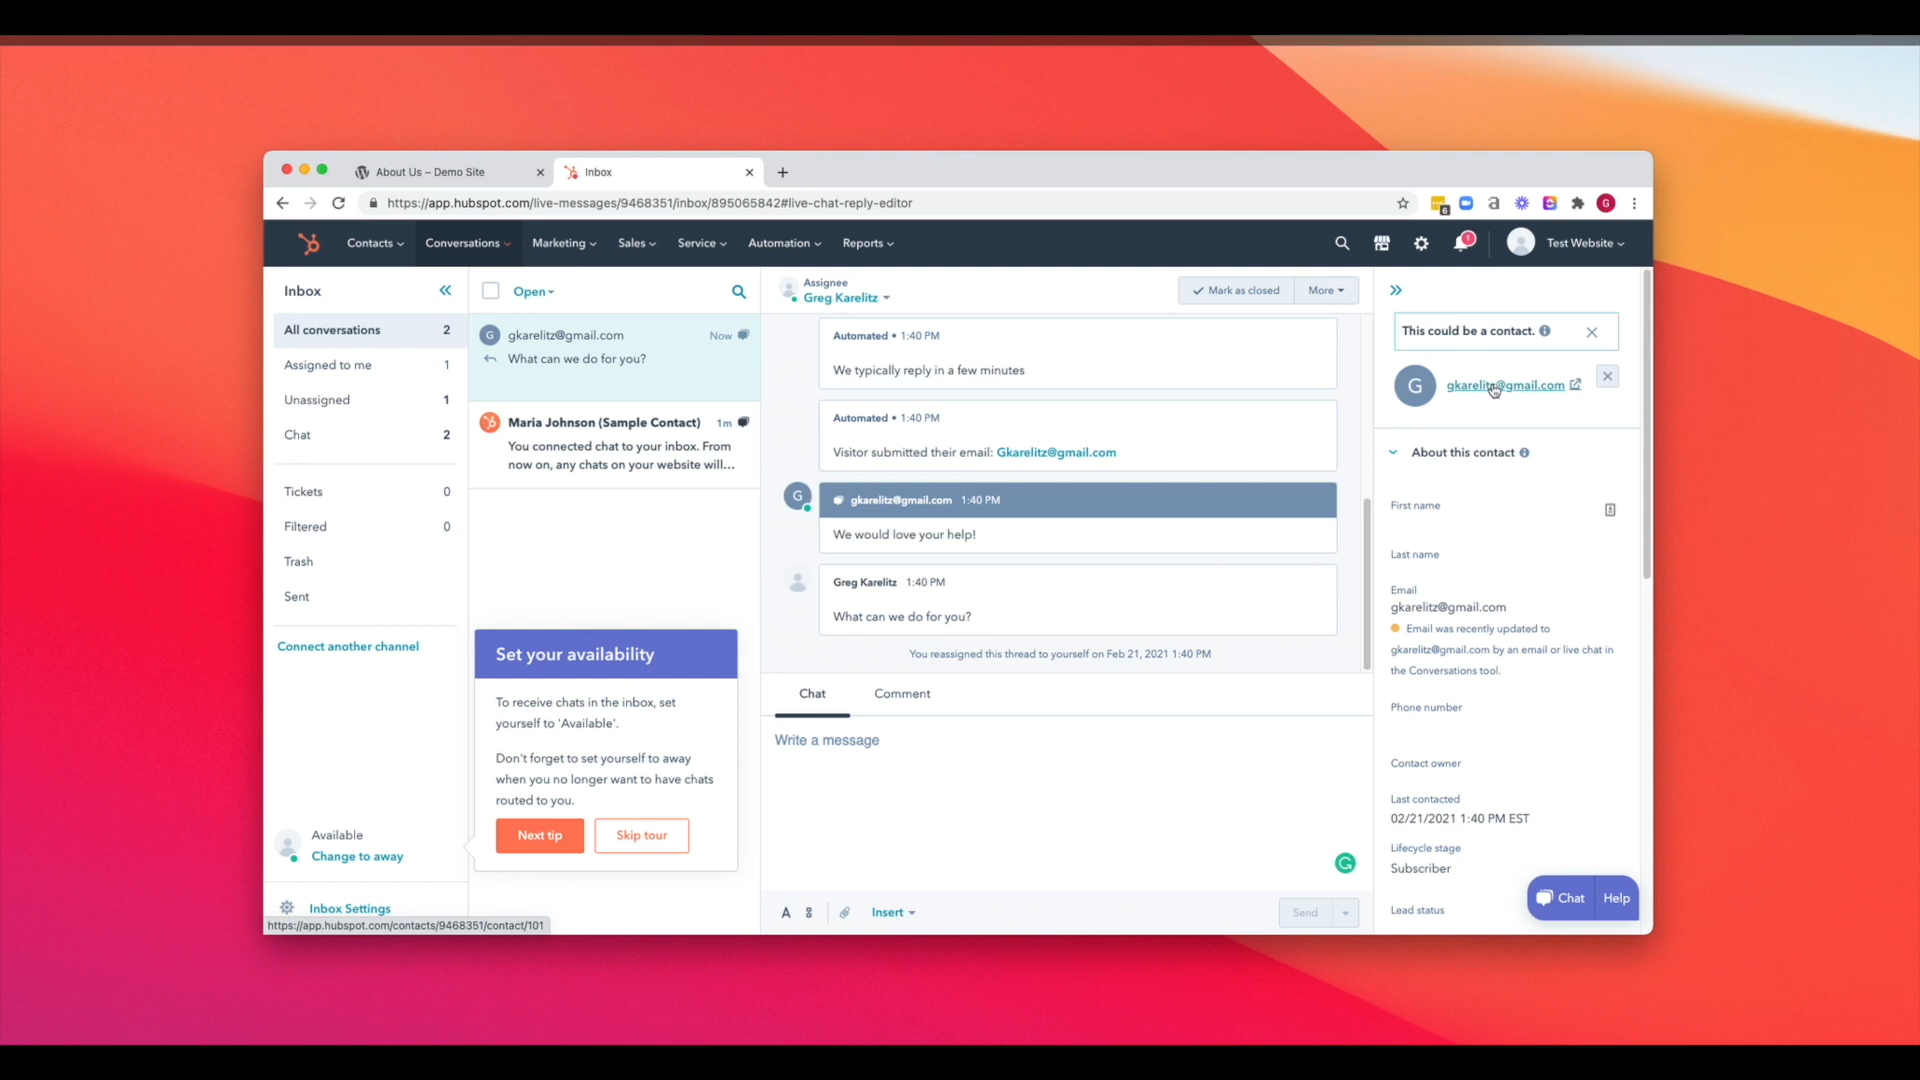 About Us – Demo Site
Inbox
https://app.hubspot.com/live-messages/9468351/inbox/895065842#live-chat-reply-editor
6
G
Contacts
Conversations
Marketing
Sales
Service
Automation
Reports
1
Test Website
Inbox
All conversations 2
Assigned to me 1
Unassigned 1
Chat 2
Tickets 0
Filtered 0
Trash
Sent
Connect another channel
Available
Change to away
Inbox Settings
https://app.hubspot.com/contacts/9468351/contact/101
Open
G
gkarelitz@gmail.com
Now
What can we do for you?
Maria Johnson (Sample Contact) 1m
You connected chat to your inbox. From
now on, any chats on your website will...
Set your availability
To receive chats in the inbox, set
yourself to 'Available'.
Don't forget to set yourself to away
when you no longer want to have chats
routed to you.
Next tip
Skip tour
Assignee
Greg Karelitz
Mark as closed
More
Automated • 1:40 PM
We typically reply in a few minutes
Automated • 1:40 PM
Visitor submitted their email: Gkarelitz@gmail.com
G
gkarelitz@gmail.com 1:40 PM
We would love your help!
Greg Karelitz 1:40 PM
What can we do for you?
You reassigned this thread to yourself on Feb 21, 2021 1:40 PM
Chat
Comment
Write a message
A
Insert
Send
This could be a contact.
G
gkarelitz@gmail.com
About this contact
First name
Last name
Email
gkarelitz@gmail.com
Email was recently updated to
gkarelitz@gmail.com by an email or live chat in
the Conversations tool.
Phone number
Contact owner
Last contacted
02/21/2021 1:40 PM EST
Lifecycle stage
Subscriber
Lead status
Chat
Help